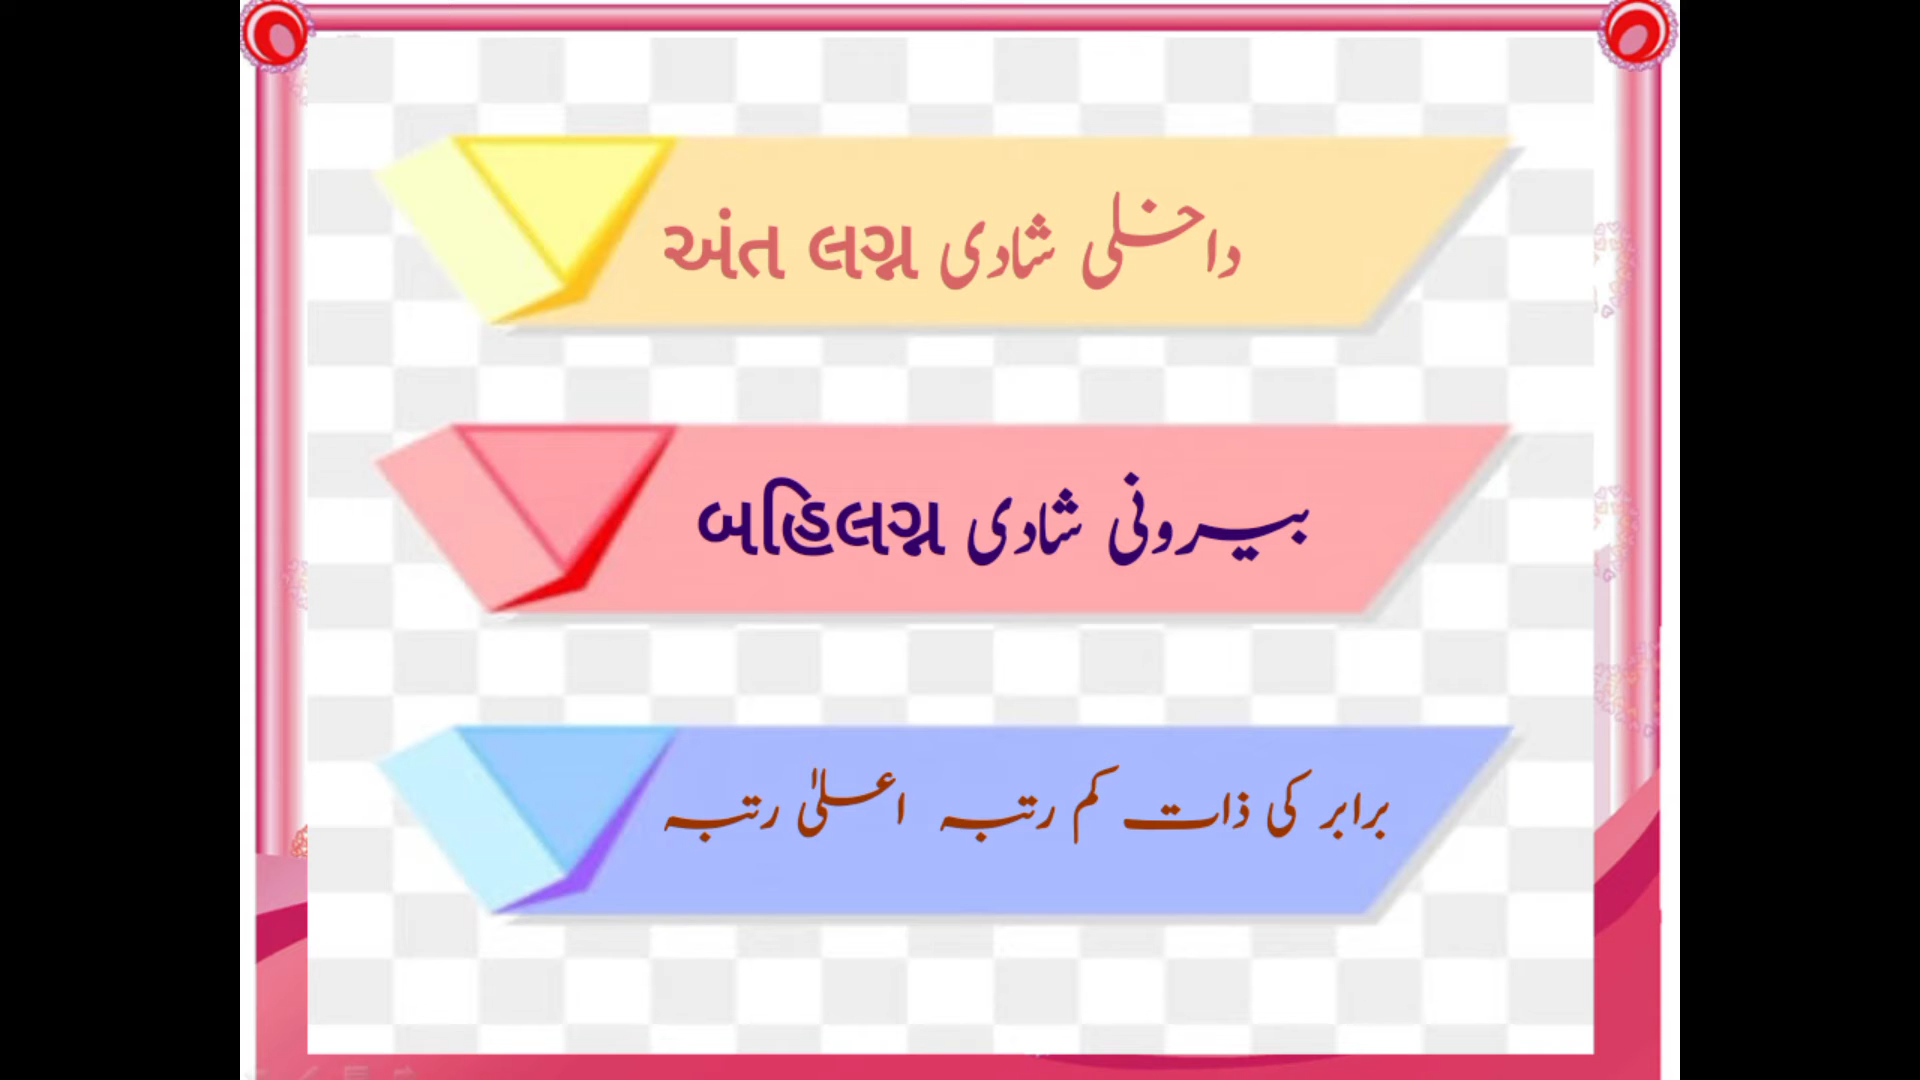 داخلی شادی અંત લગ્ન
بیرونی شادی બહિલગ્ન
برابر کی ذات کم رتبہ اعلیٰ رتبہ